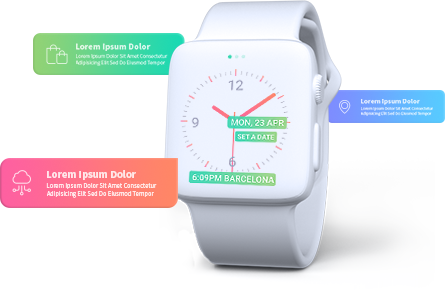 Lorem Ipsum Dolor
Lorem Ipsum Dolor Sit Amet Consectetur
Adipisicing Elit Sed Do Eiusmod Tempor
12
Lorem Ipsum Dolor
Lorem Ipsum Dolor Sit Amet Consectetur
Adipisicing Elit Sed Do Eiusmod Tempor
9
MON, 23 APR
SET A DATE
6
Lorem Ipsum Dolor
Lorem Ipsum Dolor Sit Amet Consectetur
Adipisicing Elit Sed Do Eiusmod Tempor
6:09PM BARCELONA